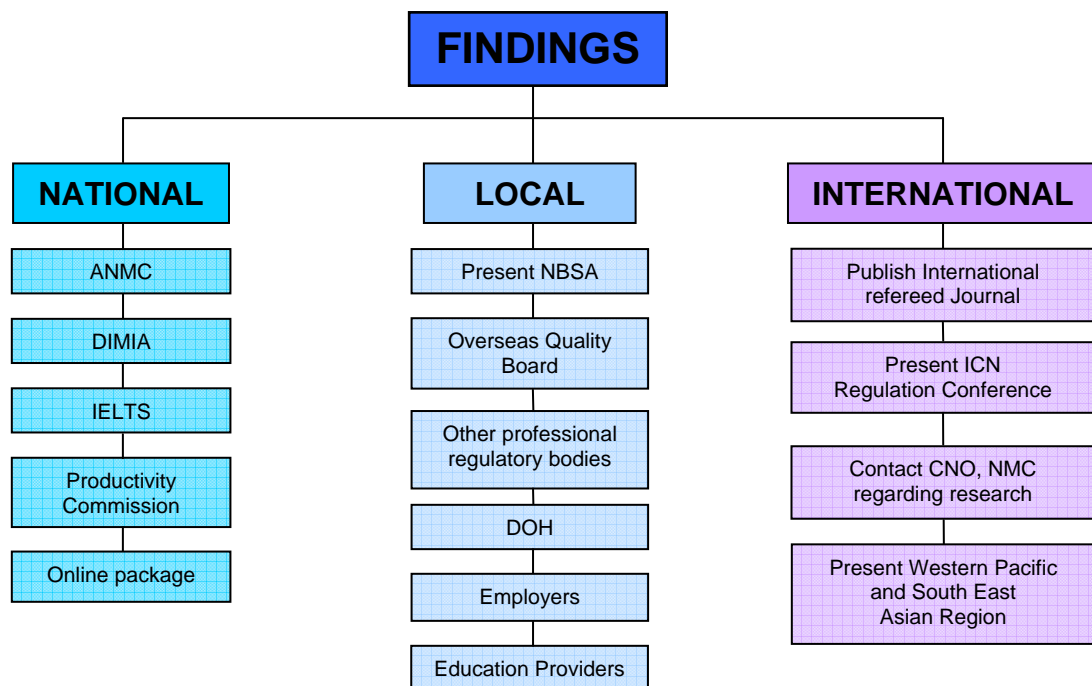 FINDINGS
NATIONAL
ANMC
DIMIA
IELTS
Productivity
Commission
Online package
LOCAL
Present NBSA
Overseas Quality
Board
Other professional
regulatory bodies
DOH
Employers
Education Providers
INTERNATIONAL
Publish International
refereed Journal
Present ICN
Regulation Conference
Contact CNO, NMC
regarding research
Present Western Pacific
and South East
Asian Region